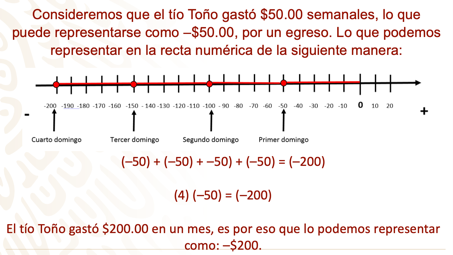 Consideremos que el tío Toño gastó $50.00 semanales, lo que
puede representarse como –$50.00, por un egreso. Lo que podemos
representar en la recta numérica de la siguiente manera:
-200 -190 -180 -170 -160 -150 -140 -130 -120 -110 -100 -90 -80 -70 -60 -50 -40 -30 -20 -10 0 10 20
- +
Cuarto domingo Tercer domingo Segundo domingo Primer domingo
(–50) + (–50) + –50) + (–50) = (–200)
(4) (–50) = (–200)
El tío Toño gastó $200.00 en un mes, es por eso que lo podemos representar
como: –$200.